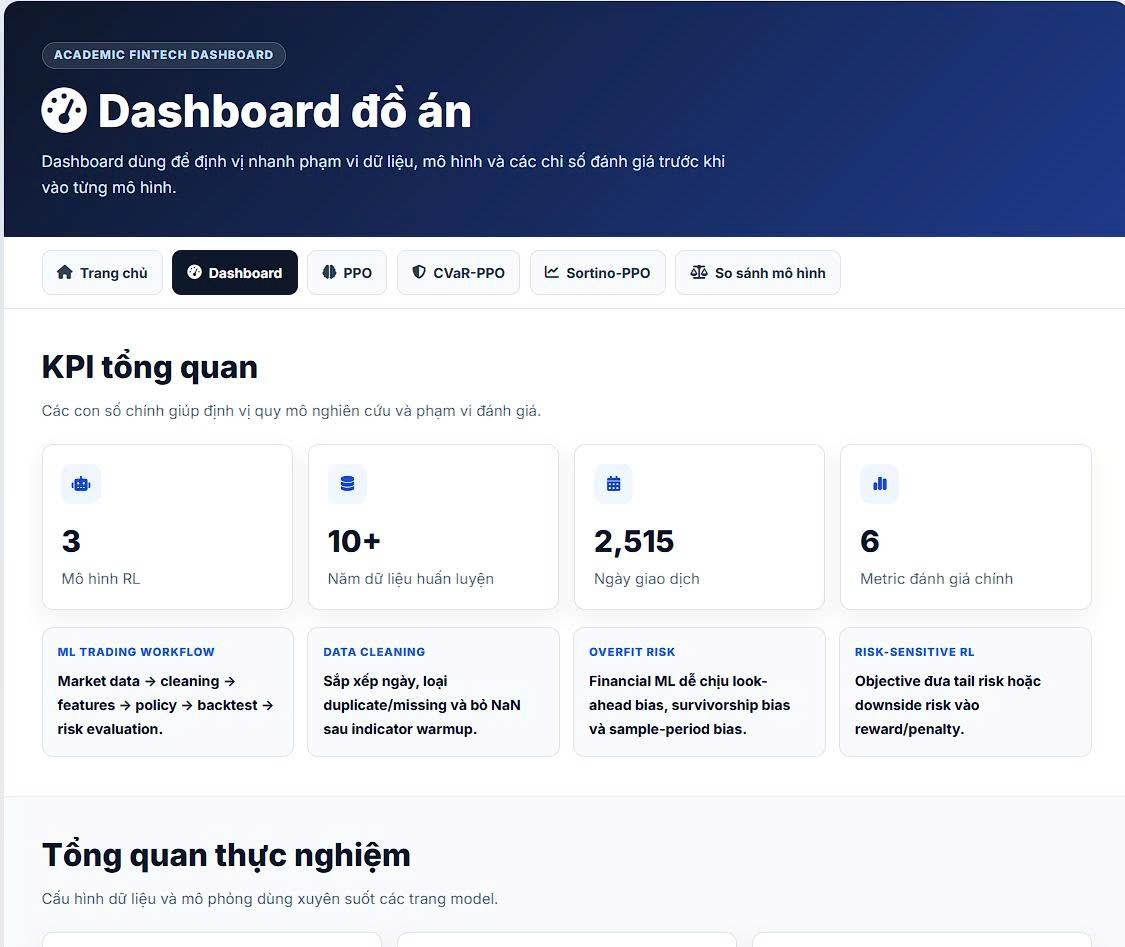 ACADEMIC FINTECH DASHBOARD
Dashboard đồ án
Dashboard dùng để định vị nhanh phạm vi dữ liệu, mô hình và các chỉ số đánh giá trước khi
vào từng mô hình.
Trang chủ
Dashboard
PPO
CVaR-PPO
Sortino-PPO
So sánh mô hình
KPI tổng quan
Các con số chính giúp định vị quy mô nghiên cứu và phạm vi đánh giá.
3
Mô hình RL
10+
Năm dữ liệu huấn luyện
2,515
Ngày giao dịch
6
Metric đánh giá chính
ML TRADING WORKFLOW
Market data → cleaning →
features → policy → backtest →
risk evaluation.
DATA CLEANING
Sắp xếp ngày, loại
duplicate/missing và bỏ NaN
sau indicator warmup.
OVERFIT RISK
Financial ML dễ chịu look-
ahead bias, survivorship bias
và sample-period bias.
RISK-SENSITIVE RL
Objective đưa tail risk hoặc
downside risk vào
reward/penalty.
Tổng quan thực nghiệm
Cấu hình dữ liệu và mô phỏng dùng xuyên suốt các trang model.